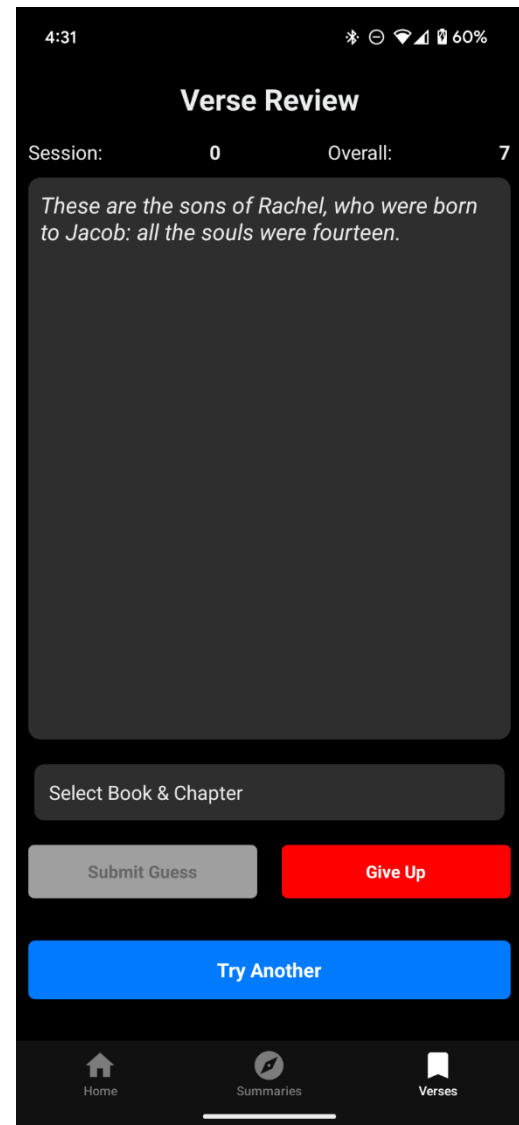 4:31 60%
Verse Review
Session: 0 Overall: 7
These are the sons of Rachel, who were born
to Jacob: all the souls were fourteen.
Select Book & Chapter
Submit Guess Give Up
Try Another
Home Summaries Verses